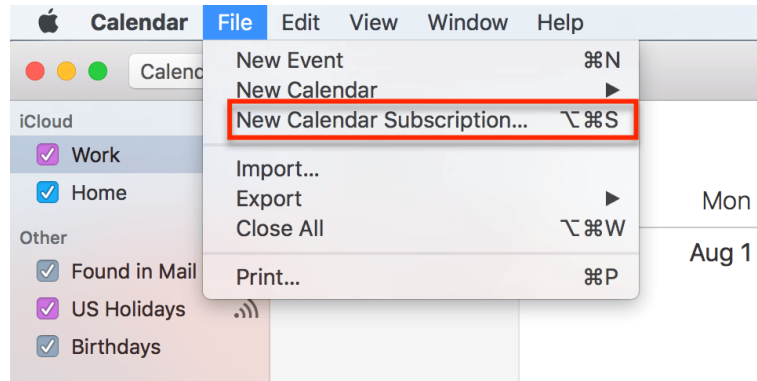 Calendar File Edit View Window Help
Calend
New Event ⌘N
New Calendar ▶
New Calendar Subscription... ⌥⌘S
Import...
Export ▶
Close All ⌥⌘W
Print... ⌘P
iCloud
Work
Home
Other
Found in Mail
US Holidays
Birthdays
Mon
Aug 1